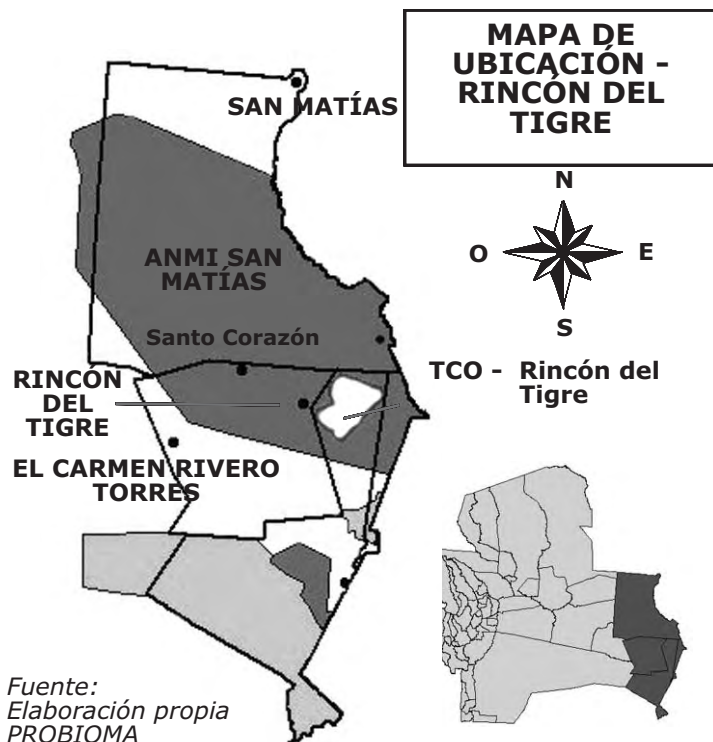 MAPA DE
UBICACIÓN -
RINCÓN DEL
TIGRE
SAN MATÍAS
N
O
E
S
ANMI SAN
MATÍAS
Santo Corazón
TCO - Rincón del
Tigre
RINCÓN
DEL
TIGRE
EL CARMEN RIVERO
TORRES
Fuente:
Elaboración propia
PROBIOMA